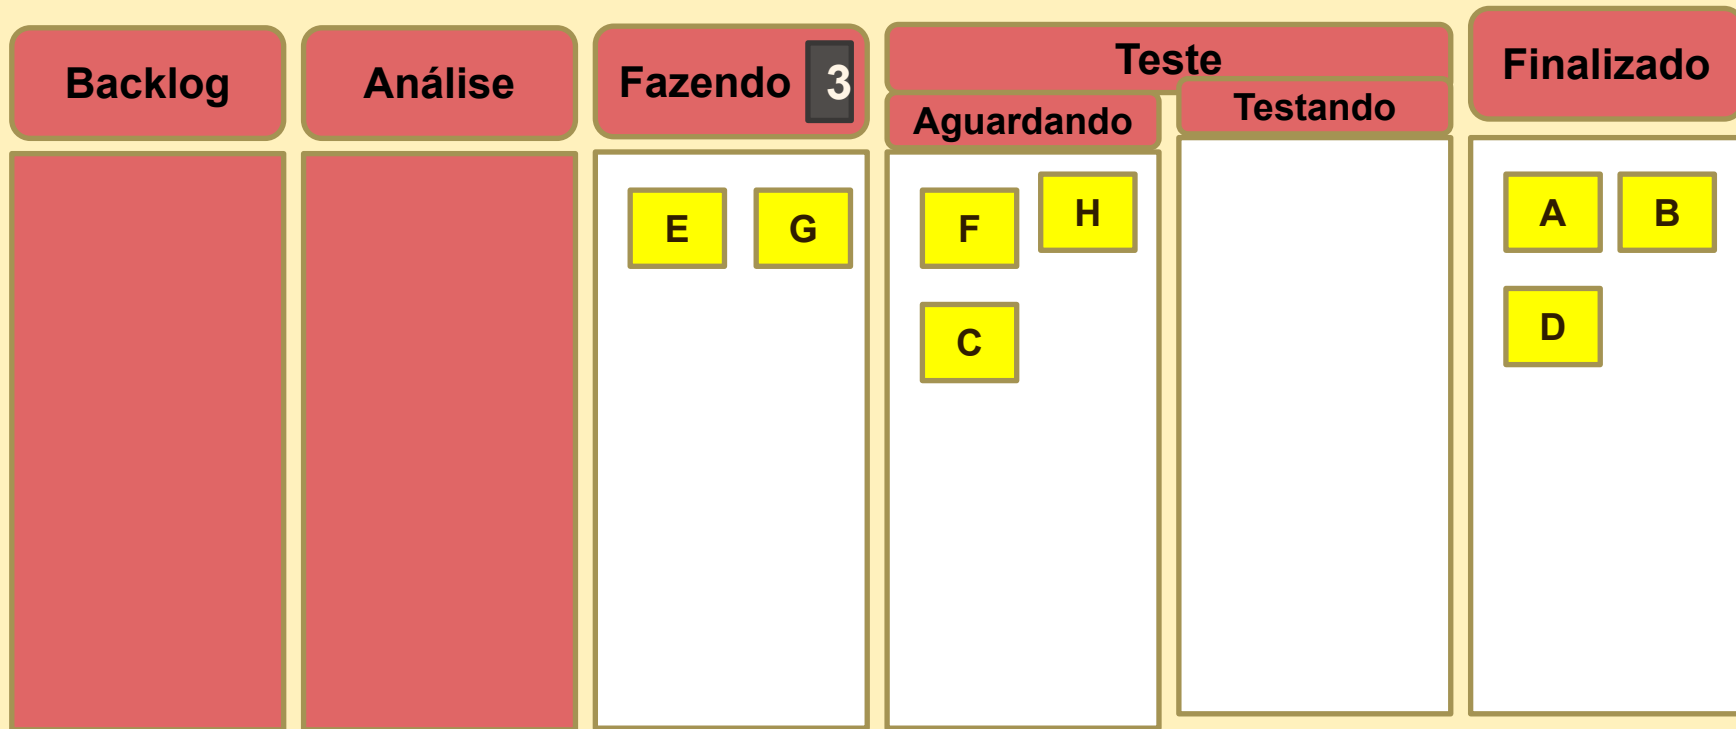 Backlog
Análise
Fazendo 3
Teste
Aguardando
Testando
Finalizado
E G
F H
C
A B
D